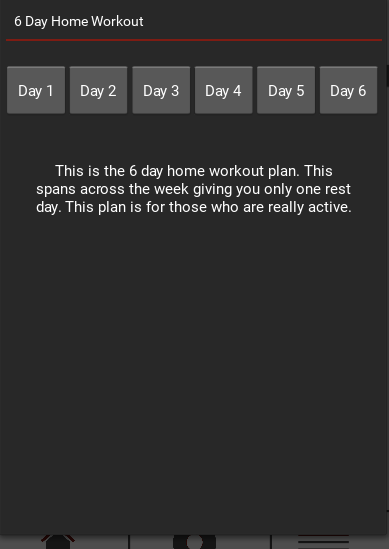 6 Day Home Workout
Day 1 Day 2 Day 3 Day 4 Day 5 Day 6
This is the 6 day home workout plan. This
spans across the week giving you only one rest
day. This plan is for those who are really active.